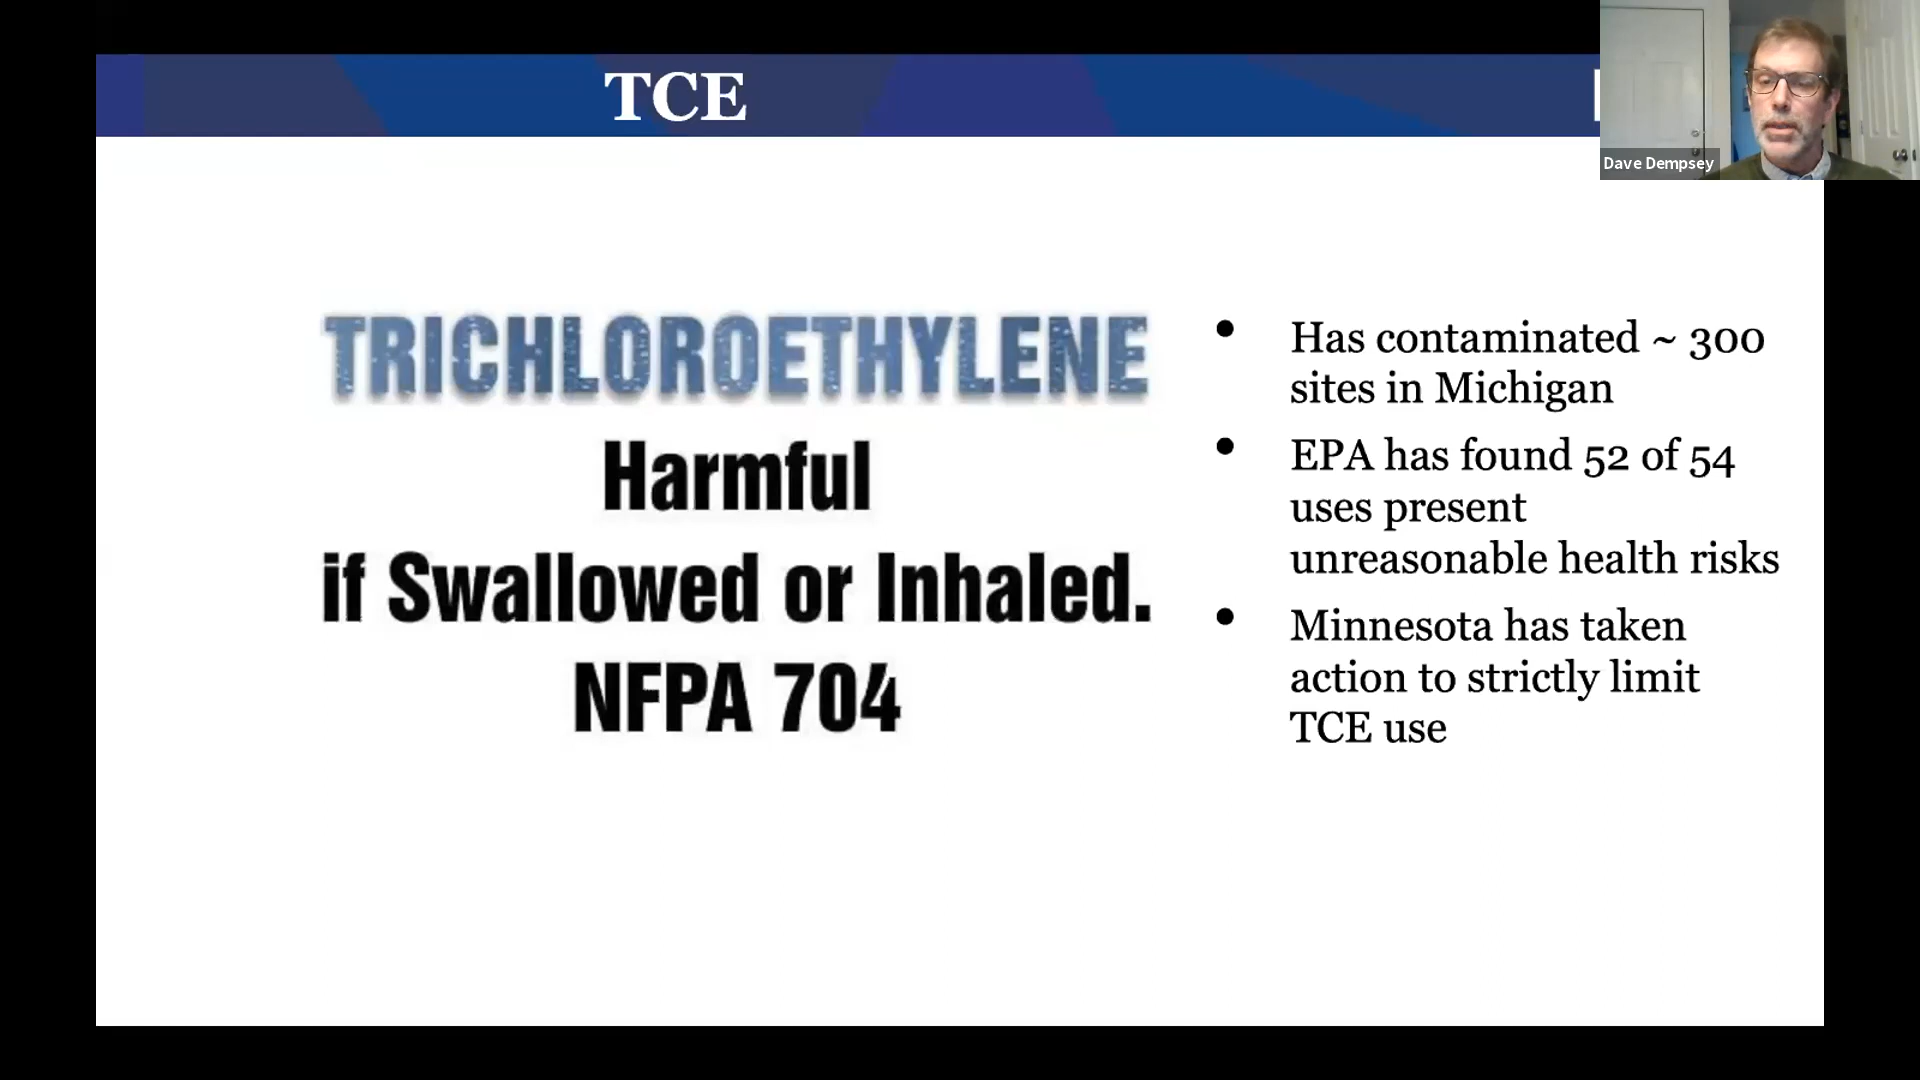 TCE
Dave Dempsey
TRICHLOROETHYLENE
Harmful
if Swallowed or Inhaled.
NFPA 704
• Has contaminated ~ 300
sites in Michigan
• EPA has found 52 of 54
uses present
unreasonable health risks
• Minnesota has taken
action to strictly limit
TCE use